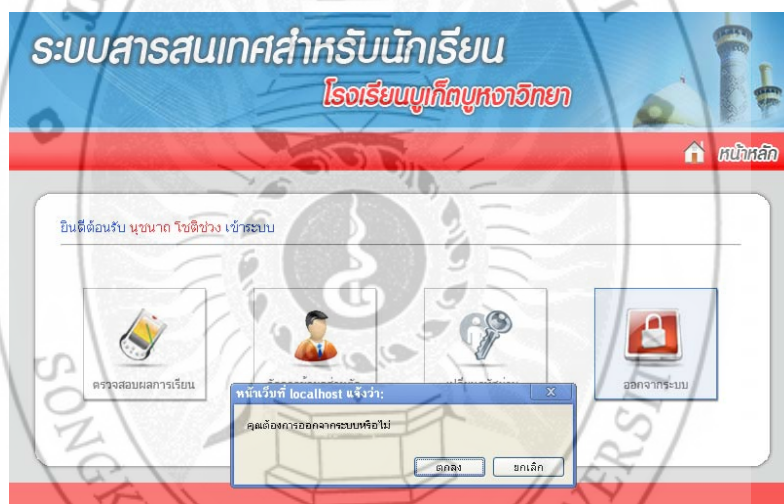 ระบบสารสนเทศสำหรับนักเรียน
โรงเรียนบูเก็ตบูหงาวิทยา
หน้าหลัก
ยินดีต้อนรับ นุชนาถ โชติช่วง เข้าระบบ
ตรวจสอบผลการเรียน
ออกจากระบบ
หน้าเว็บที่ localhost แจ้งว่า:
คุณต้องการออกจากระบบหรือไม่
ตกลง
ยกเลิก
SONGK